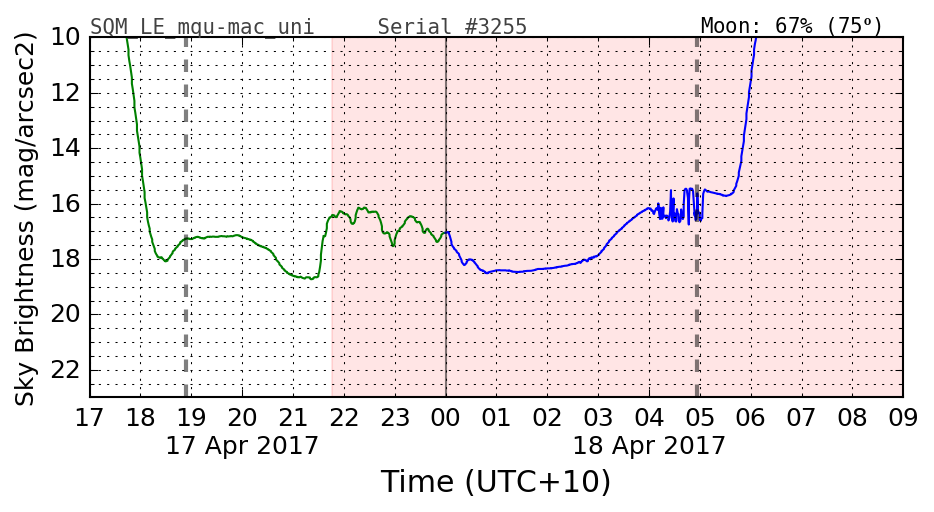 SQM_LE_mqu-mac_uni Serial #3255 Moon: 67% (75°)
Sky Brightness (mag/arcsec2)
10
12
14
16
18
20
22
17 18 19 20 21 22 23 00 01 02 03 04 05 06 07 08 09
17 Apr 2017 18 Apr 2017
Time (UTC+10)